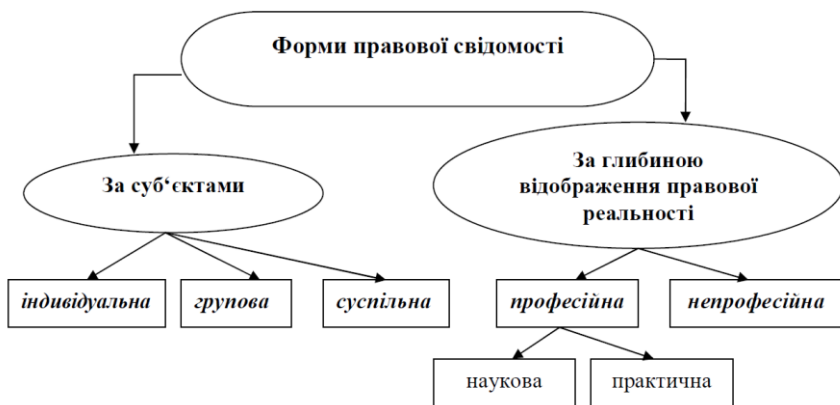 Форми правової свідомості
За суб‘єктами
За глибиною
відображення правової
реальності
індивідуальна
групова
суспільна
професійна
непрофесійна
наукова
практична